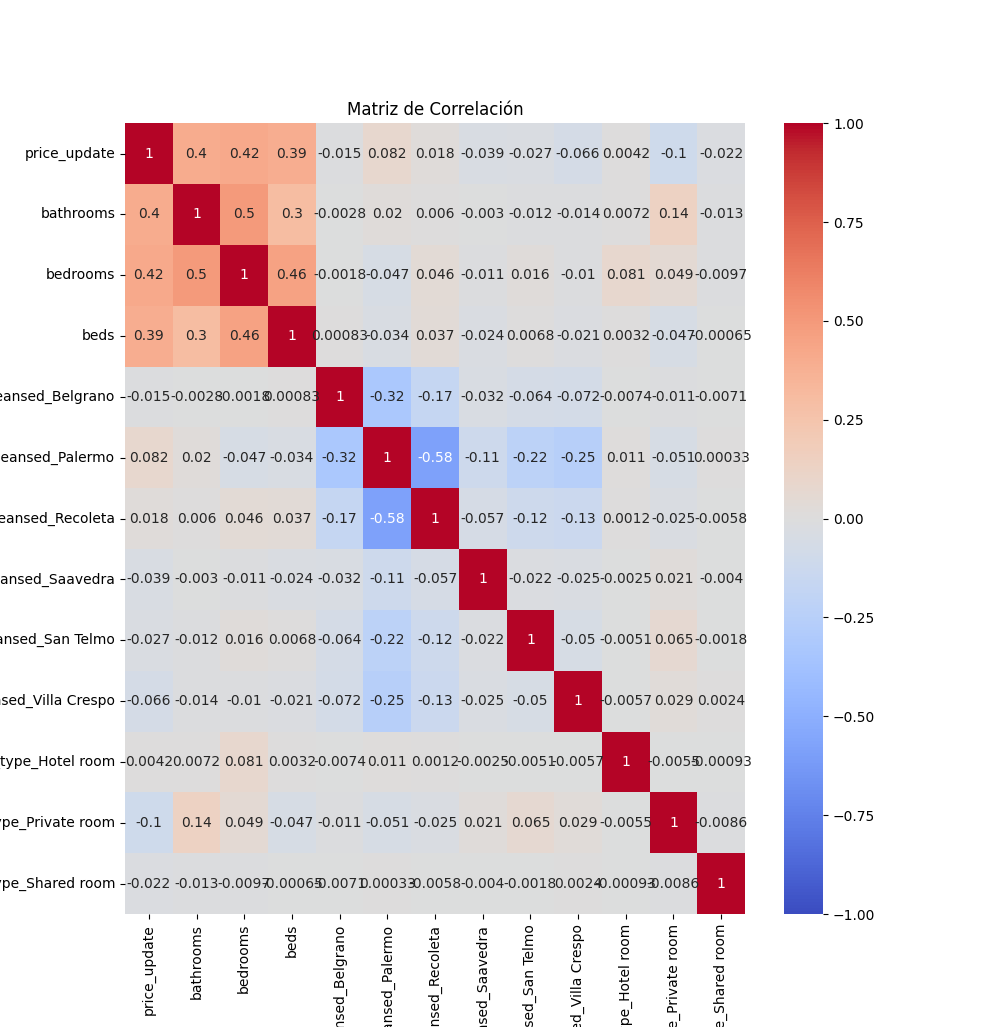 Matriz de Correlación
price_update 1 0.4 0.42 0.39 -0.015 0.082 0.018 -0.039 -0.027 -0.066 0.0042 -0.1 -0.022
bathrooms 0.4 1 0.5 0.3 -0.0028 0.02 0.006 -0.003 -0.012 -0.014 0.0072 0.14 -0.013
bedrooms 0.42 0.5 1 0.46 -0.0018 -0.047 0.046 -0.011 0.016 -0.01 0.081 0.049 -0.0097
beds 0.39 0.3 0.46 1 0.00083 -0.034 0.037 -0.024 0.0068 -0.021 0.0032 -0.047 -0.00065
eansed_Belgrano -0.015 -0.0028 -0.0018 0.00083 1 -0.32 -0.17 -0.032 -0.064 -0.072 -0.0074 -0.011 -0.0071
eansed_Palermo 0.082 0.02 -0.047 -0.034 -0.32 1 -0.58 -0.11 -0.22 -0.25 0.011 -0.051 0.00033
eansed_Recoleta 0.018 0.006 0.046 0.037 -0.17 -0.58 1 -0.057 -0.12 -0.13 0.0012 -0.025 -0.0058
ansed_Saavedra -0.039 -0.003 -0.011 -0.024 -0.032 -0.11 -0.057 1 -0.022 -0.025 -0.0025 0.021 -0.004
ansed_San Telmo -0.027 -0.012 0.016 0.0068 -0.064 -0.22 -0.12 -0.022 1 -0.05 -0.0051 0.065 -0.0018
sed_Villa Crespo -0.066 -0.014 -0.01 -0.021 -0.072 -0.25 -0.13 -0.025 -0.05 1 -0.0057 0.029 0.0024
type_Hotel room 0.0042 0.0072 0.081 0.0032 -0.0074 0.011 0.0012 -0.0025 -0.0051 -0.0057 1 -0.0055 -0.00093
ype_Private room -0.1 0.14 0.049 -0.047 -0.011 -0.051 -0.025 0.021 0.065 0.029 -0.0055 1 -0.0086
ype_Shared room -0.022 -0.013 -0.0097 -0.00065 -0.0071 0.00033 -0.0058 -0.004 -0.0018 0.0024 -0.00093 -0.0086 1
price_update
bathrooms
bedrooms
beds
nsed_Belgrano
ansed_Palermo
nsed_Recoleta
nsed_Saavedra
sed_San Telmo
ed_Villa Crespo
pe_Hotel room
e_Private room
e_Shared room
1.00
0.75
0.50
0.25
0.00
−0.25
−0.50
−0.75
−1.00